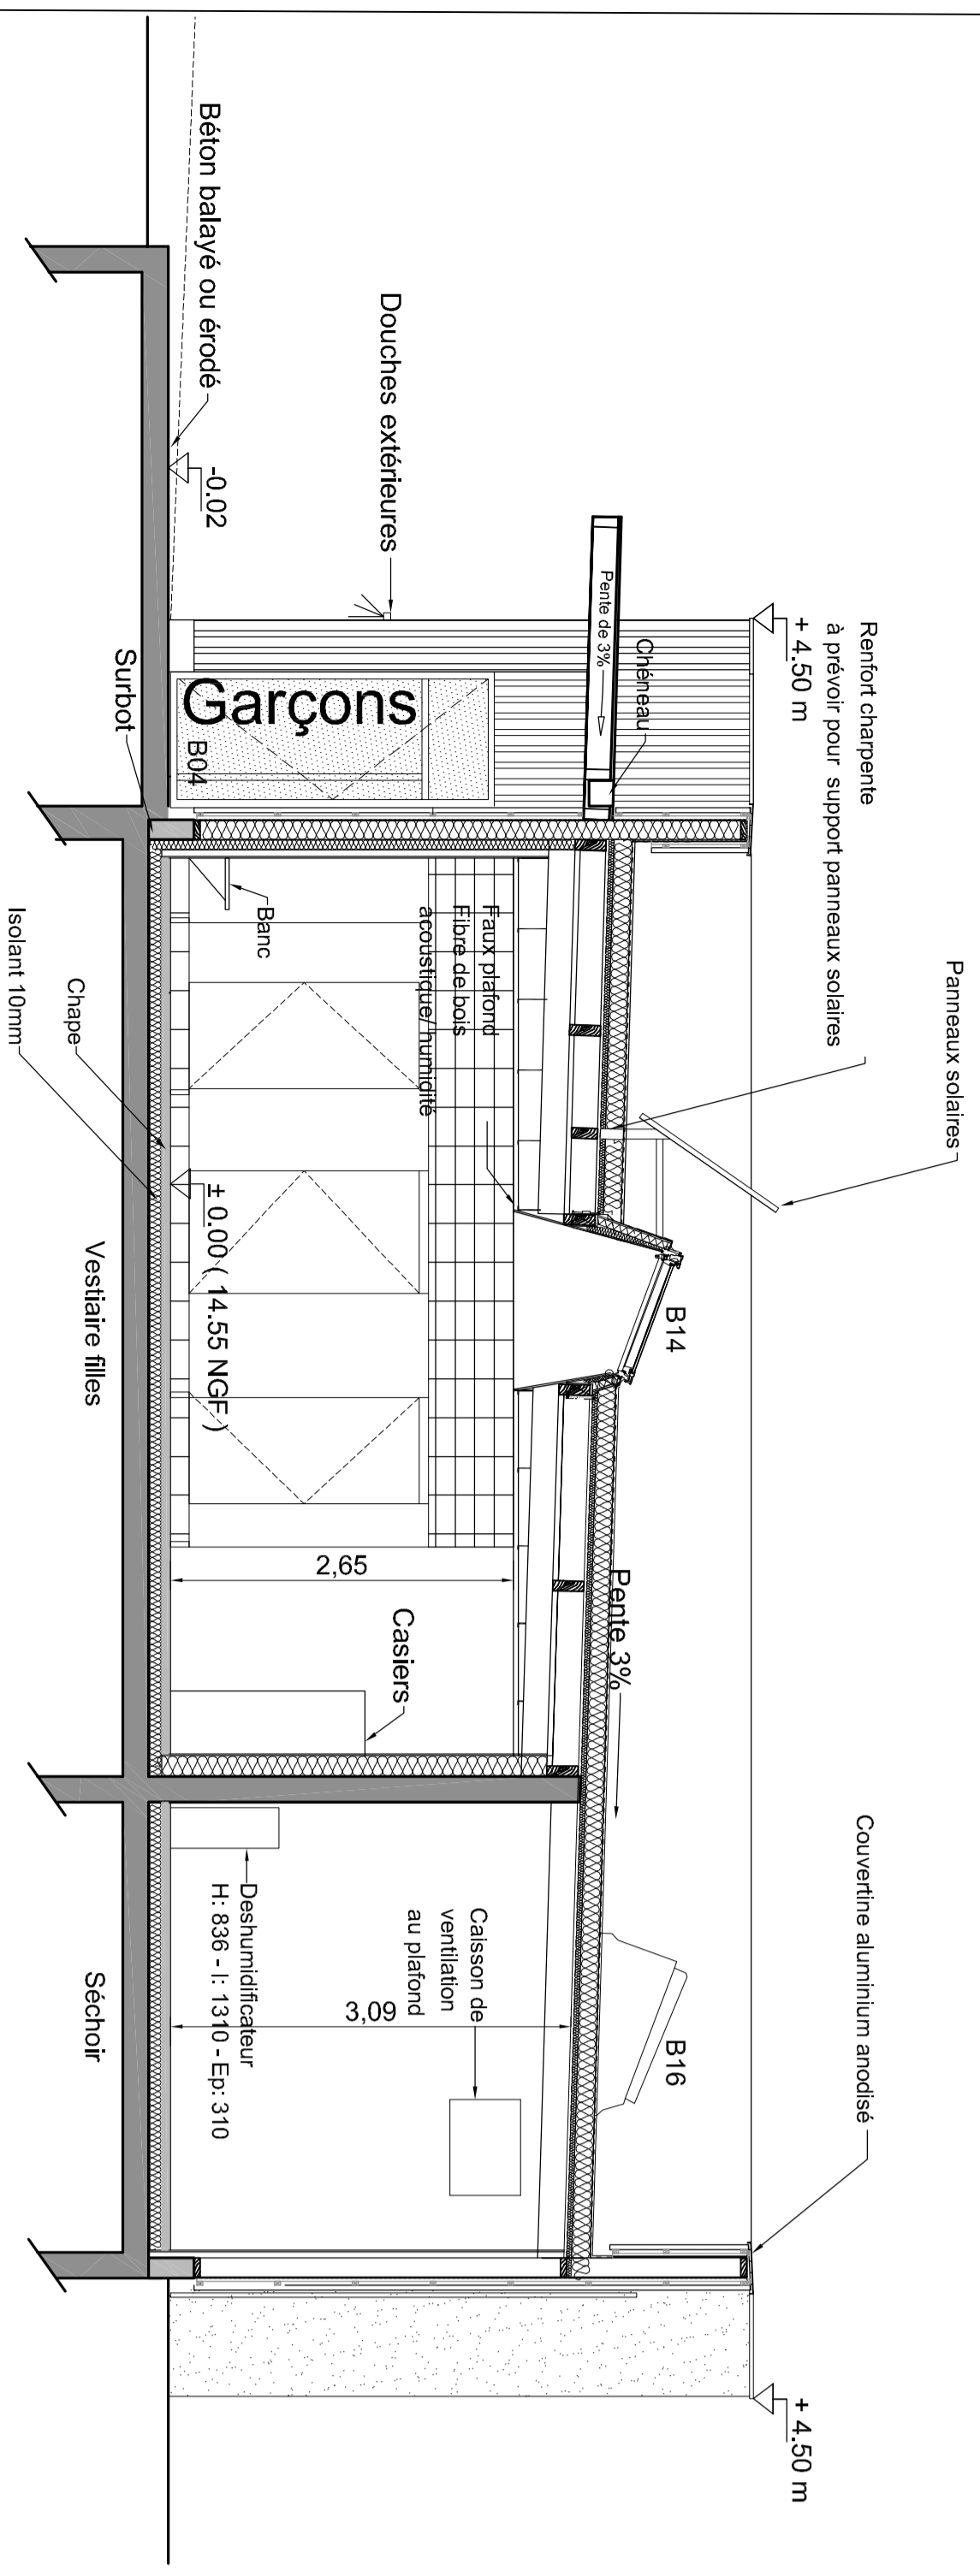 Panneaux solaires
Renfort charpente
à prévoir pour support panneaux solaires
+ 4.50 m
Couvertine aluminium anodisé
+ 4.50 m
Pente de 3%
Chéneau
B14
Pente 3%
B16
Douches extérieures
Garçons
B04
Faux plafond
Fibre de bois
acoustique/ humidité
Banc
2,65
Casiers
Caisson de
ventilation
au plafond
3,09
Deshumidificateur
H: 836 - l: 1310 - Ep: 310
Béton balayé ou érodé
-0.02
± 0.00 ( 14.55 NGF )
Surbot
Vestiaire filles
Séchoir
Chape
Isolant 10mm